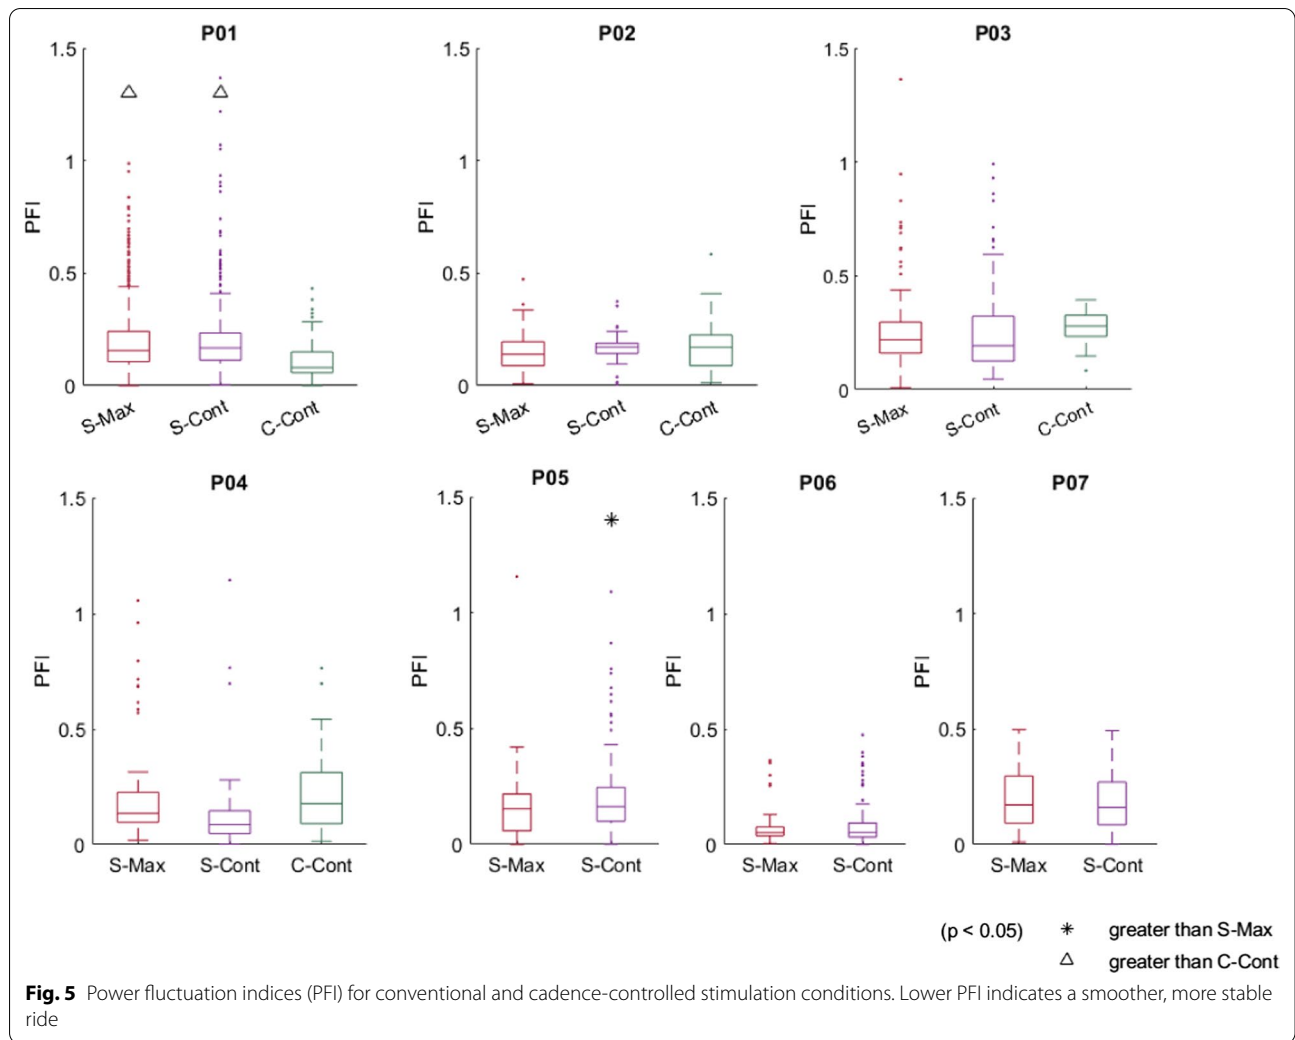 P01
P02
P03
1.5
1
0.5
0
PFI
S-Max
S-Cont
C-Cont
1.5
1
0.5
0
PFI
S-Max
S-Cont
C-Cont
1.5
1
0.5
0
PFI
S-Max
S-Cont
C-Cont
P04
P05
P06
P07
1.5
1
0.5
0
PFI
S-Max
S-Cont
C-Cont
1.5
1
0.5
0
PFI
S-Max
S-Cont
1.5
1
0.5
0
PFI
S-Max
S-Cont
1.5
1
0.5
0
PFI
S-Max
S-Cont
(p < 0.05) * greater than S-Max
△ greater than C-Cont
Fig. 5 Power fluctuation indices (PFI) for conventional and cadence-controlled stimulation conditions. Lower PFI indicates a smoother, more stable
ride